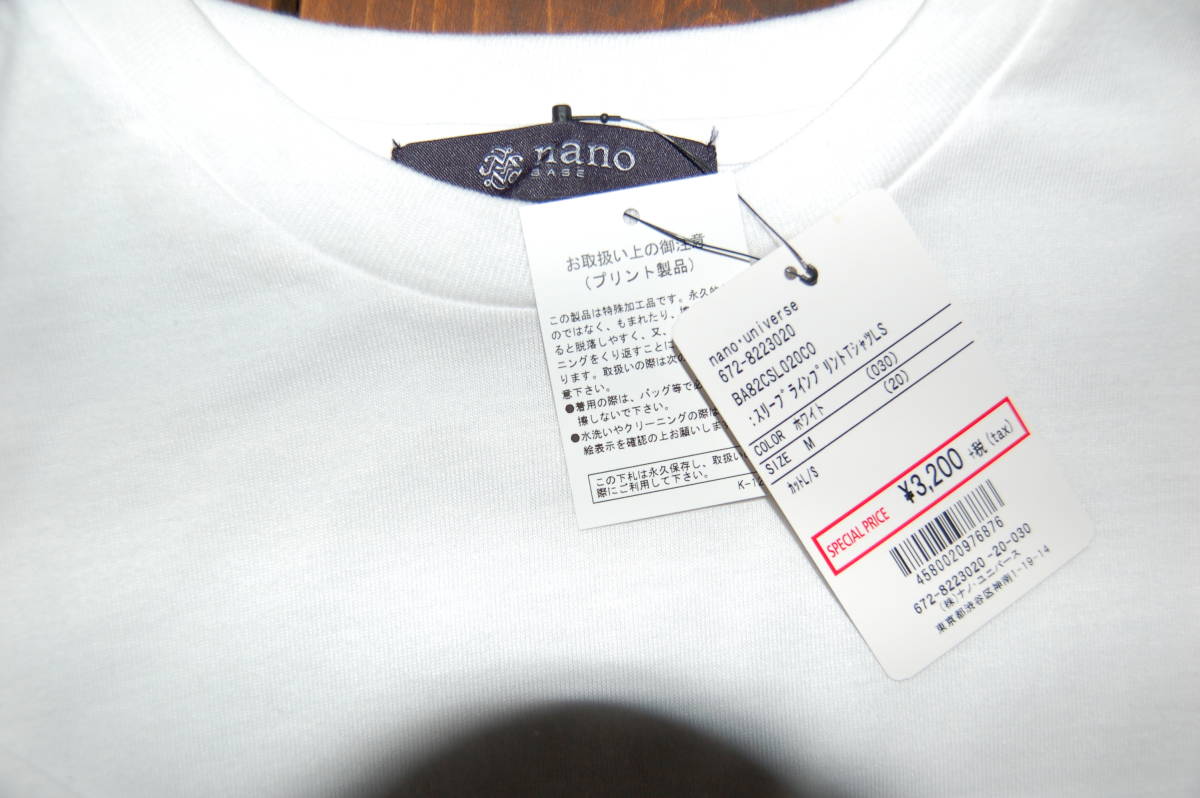 nano
BASE
お取扱い上の御注意
(プリント製品)
この製品は特殊加工品です。永久
のではなく、もまれたり、
ると脱落しやすく、又、
ニングをくり返すことは
ります。取扱いの際は次の
意下さい。
●着用の際は、バッグ等で
擦しないで下さい。
●水洗いやクリーニングの際は
絵表示を確認の上お願いしま
この下札は永久保存し、取扱い
際にご利用して下さい。
K-12
nano・universe
672-8223020
BA82CSL020CO
:スリーブラインプリントTシャツLS
COLOR ホワイト (030)
SIZE M (20)
カットL/S
SPECIAL PRICE ¥3,200 +税(tax)
4580020976876
672-8223020-20-030
(株)ナノ・ユニバース
東京都渋谷区神南1-19-14